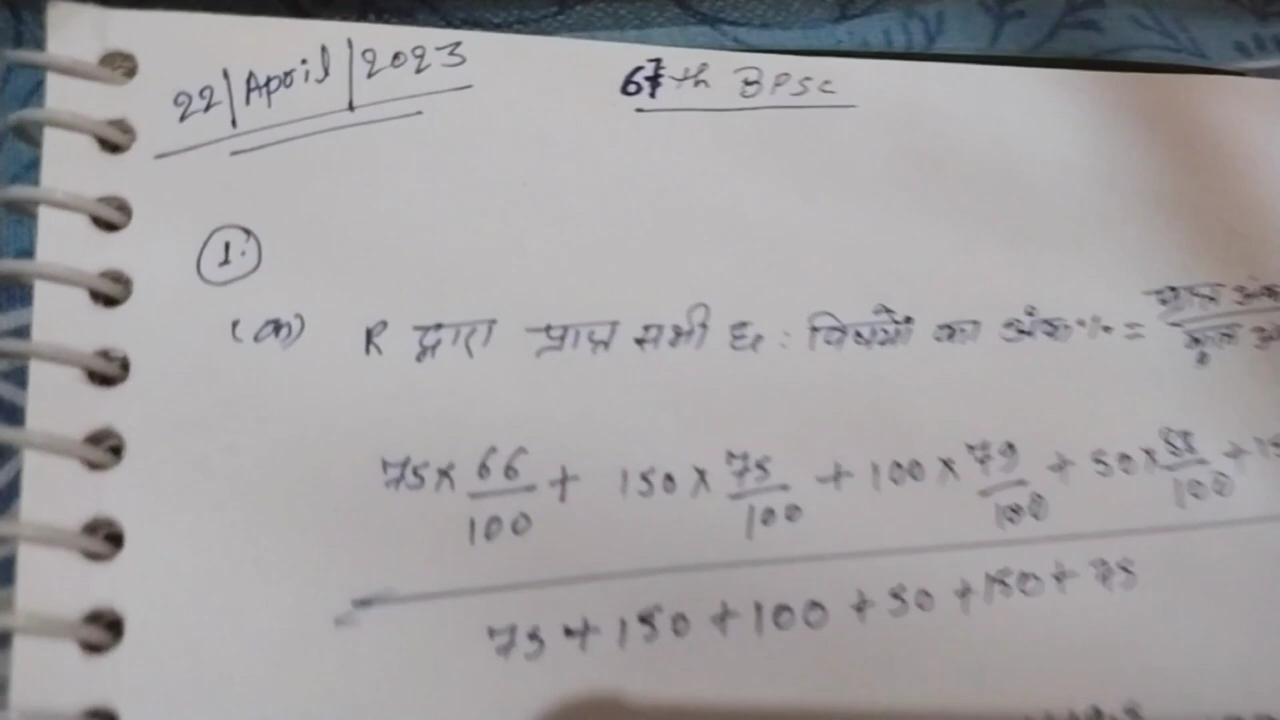 22/April/2023
67th BPSC
1.
(क) R द्वारा प्राप्त सभी छ: विषयों का अंक% = प्राप्त अंक / कुल
75 × 66/100 + 150 × 75/100 + 100 × 79/100 + 50 × /100 +
75 + 150 + 100 + 50 + 150 + 75